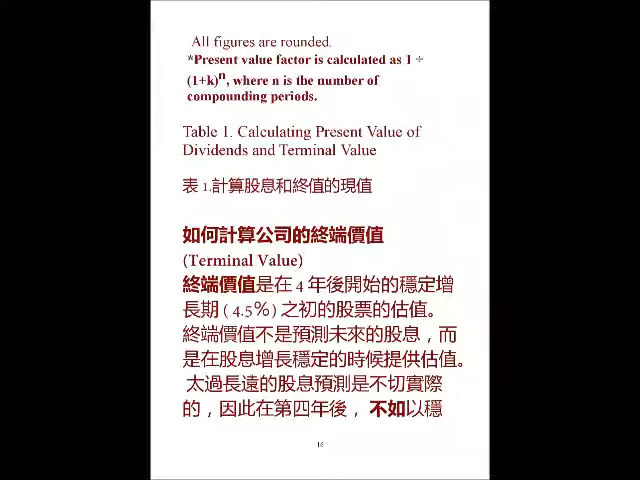 All figures are rounded.
*Present value factor is calculated as 1 ÷
(1+k)n, where n is the number of
compounding periods.
Table 1. Calculating Present Value of
Dividends and Terminal Value
表 1.計算股息和終值的現值
如何計算公司的終端價值
(Terminal Value)
終端價值是在 4 年後開始的穩定增
長期 ( 4.5% ) 之初的股票的估值。
終端價值不是預測未來的股息，而
是在股息增長穩定的時候提供估值。
太過長遠的股息預測是不切實際
的，因此在第四年後， 不如以穩
16